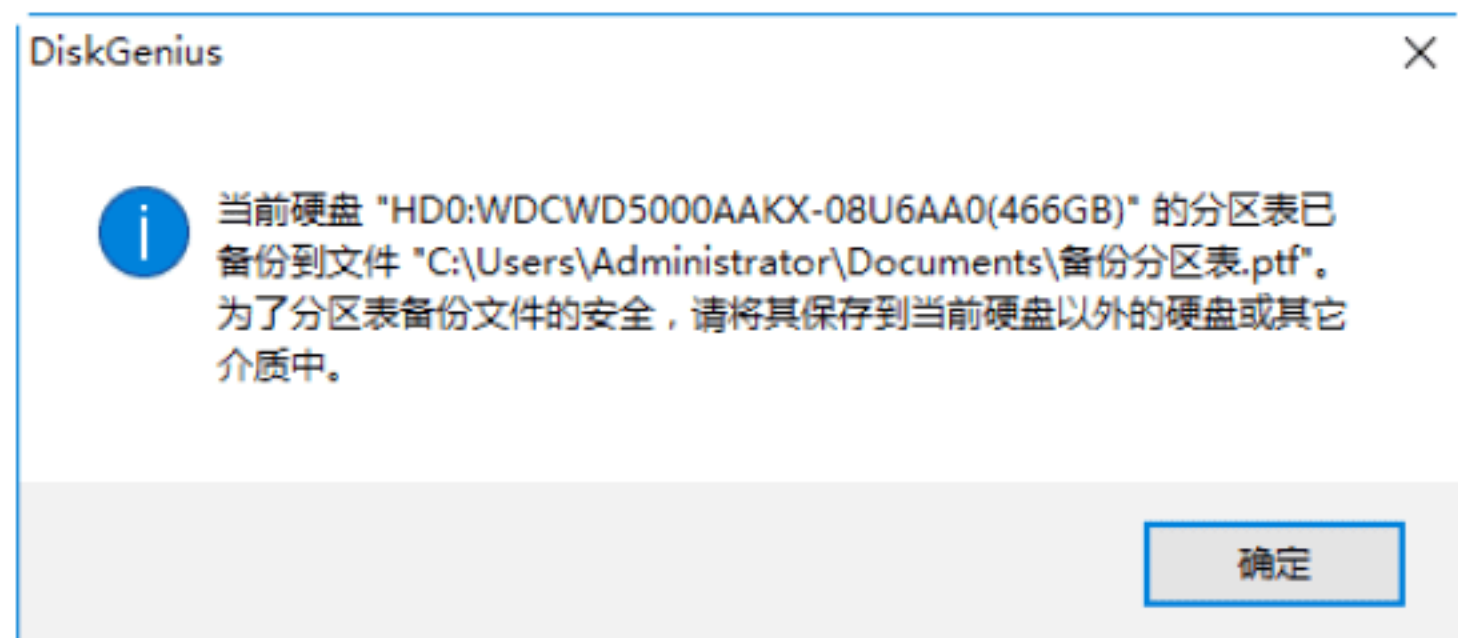 DiskGenius
当前硬盘 "HD0:WDCWD5000AAKX-08U6AA0(466GB)" 的分区表已
备份到文件 "C:\Users\Administrator\Documents\备份分区表.ptf"。
为了分区表备份文件的安全，请将其保存到当前硬盘以外的硬盘或其它
介质中。
确定